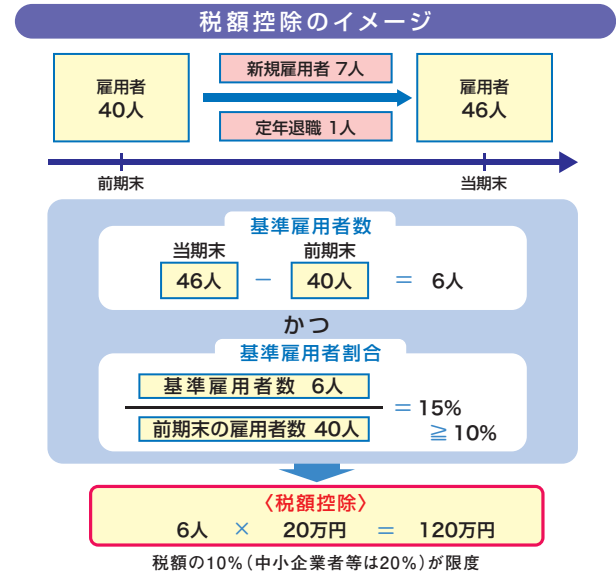 税額控除のイメージ
雇用者
40人
新規雇用者 7人
定年退職 1人
雇用者
46人
前期末
当期末
基準雇用者数
当期末 前期末
46人 − 40人 = 6人
かつ
基準雇用者割合
基準雇用者数 6人
前期末の雇用者数 40人
= 15%
≧ 10%
〈税額控除〉
6人 × 20万円 = 120万円
税額の10%(中小企業者等は20%)が限度